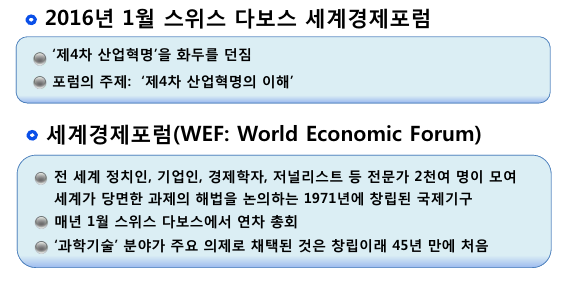 2016년 1월 스위스 다보스 세계경제포럼
‘제4차 산업혁명’을 화두를 던짐
포럼의 주제: ‘제4차 산업혁명의 이해’
세계경제포럼(WEF: World Economic Forum)
전 세계 정치인, 기업인, 경제학자, 저널리스트 등 전문가 2천여 명이 모여
세계가 당면한 과제의 해법을 논의하는 1971년에 창립된 국제기구
매년 1월 스위스 다보스에서 연차 총회
‘과학기술’ 분야가 주요 의제로 채택된 것은 창립이래 45년 만에 처음